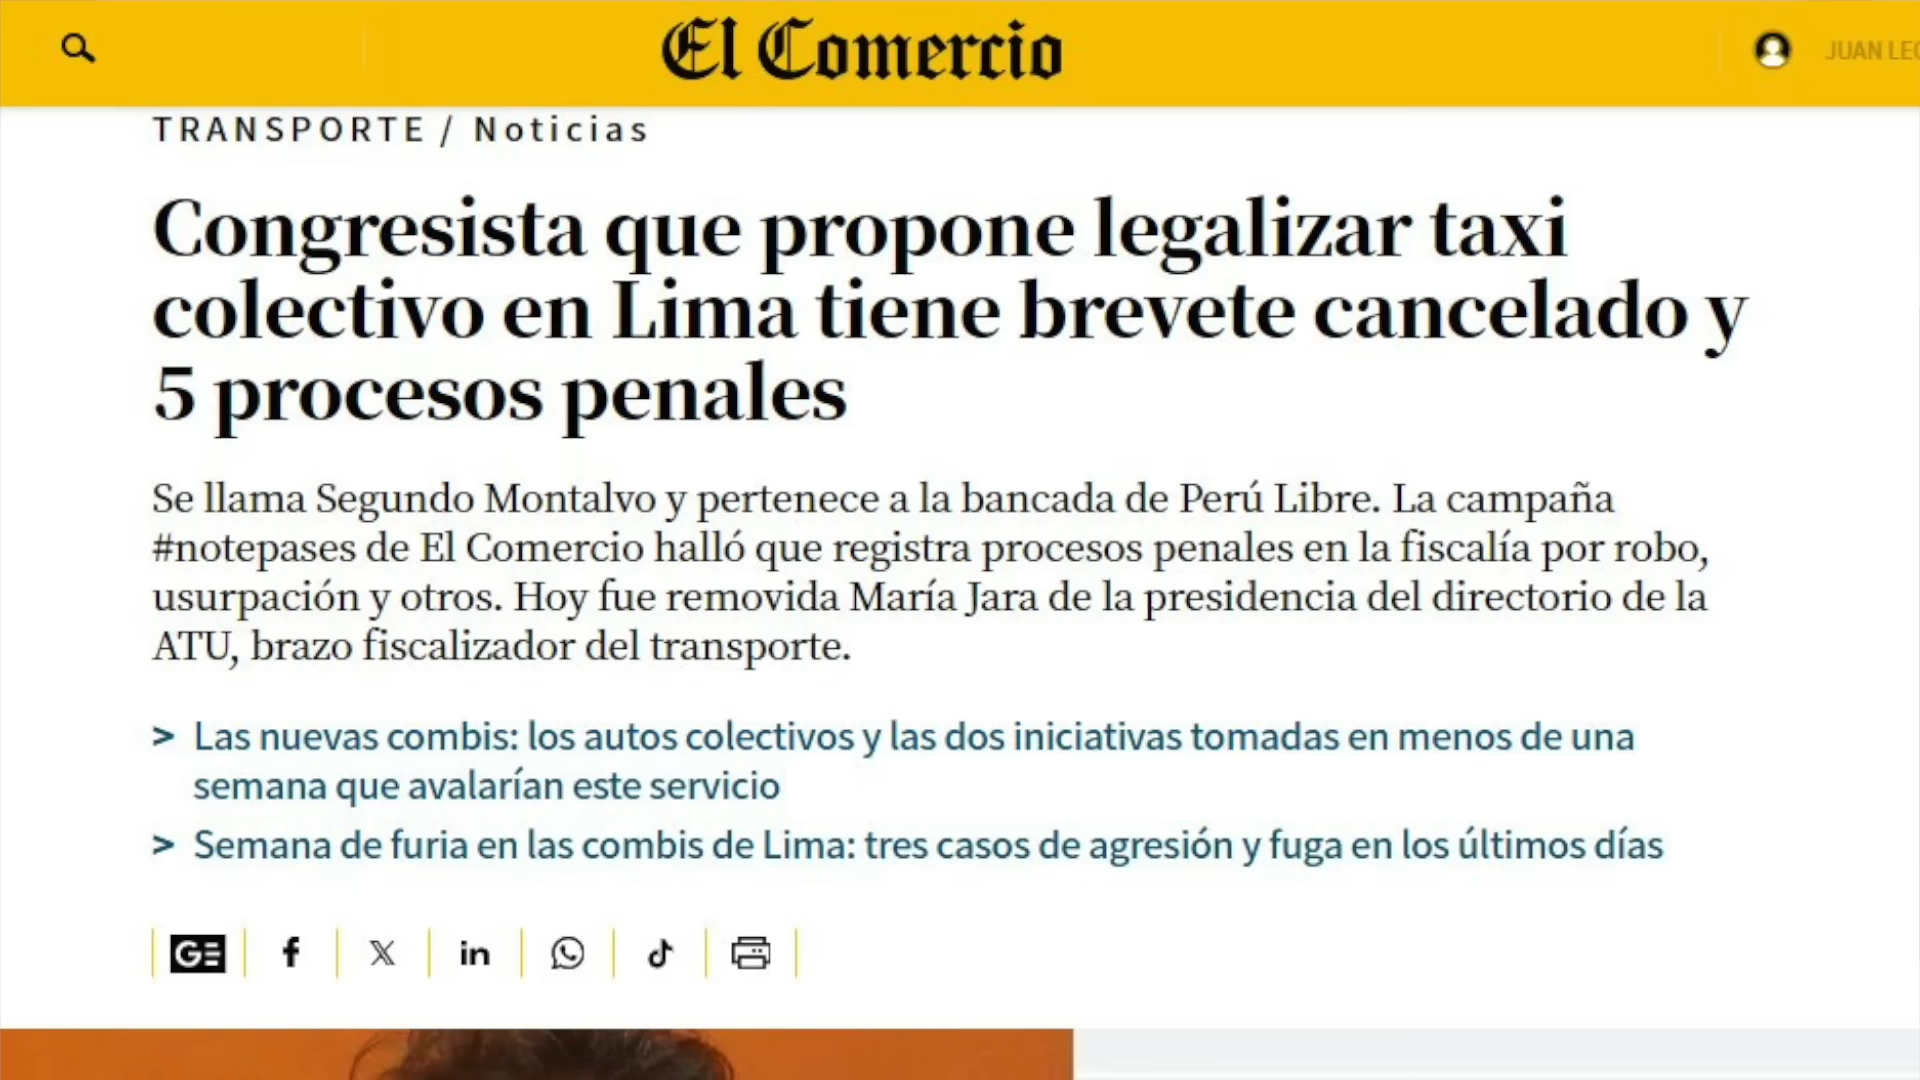 El Comercio
JUAN LEO
TRANSPORTE / Noticias
Congresista que propone legalizar taxi
colectivo en Lima tiene brevete cancelado y
5 procesos penales
Se llama Segundo Montalvo y pertenece a la bancada de Perú Libre. La campaña
#notepases de El Comercio halló que registra procesos penales en la fiscalía por robo,
usurpación y otros. Hoy fue removida María Jara de la presidencia del directorio de la
ATU, brazo fiscalizador del transporte.
> Las nuevas combis: los autos colectivos y las dos iniciativas tomadas en menos de una
semana que avalarían este servicio
> Semana de furia en las combis de Lima: tres casos de agresión y fuga en los últimos días